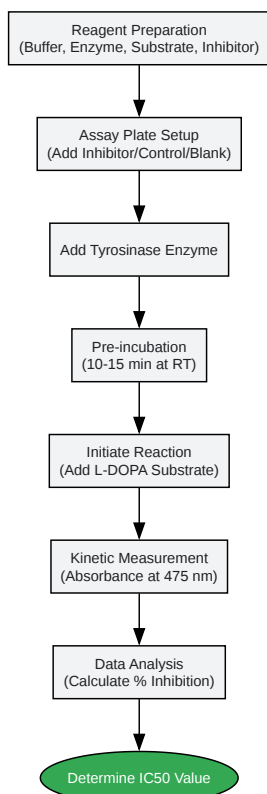 Reagent Preparation
(Buffer, Enzyme, Substrate, Inhibitor)
Assay Plate Setup
(Add Inhibitor/Control/Blank)
Add Tyrosinase Enzyme
Pre-incubation
(10-15 min at RT)
Initiate Reaction
(Add L-DOPA Substrate)
Kinetic Measurement
(Absorbance at 475 nm)
Data Analysis
(Calculate % Inhibition)
Determine IC50 Value